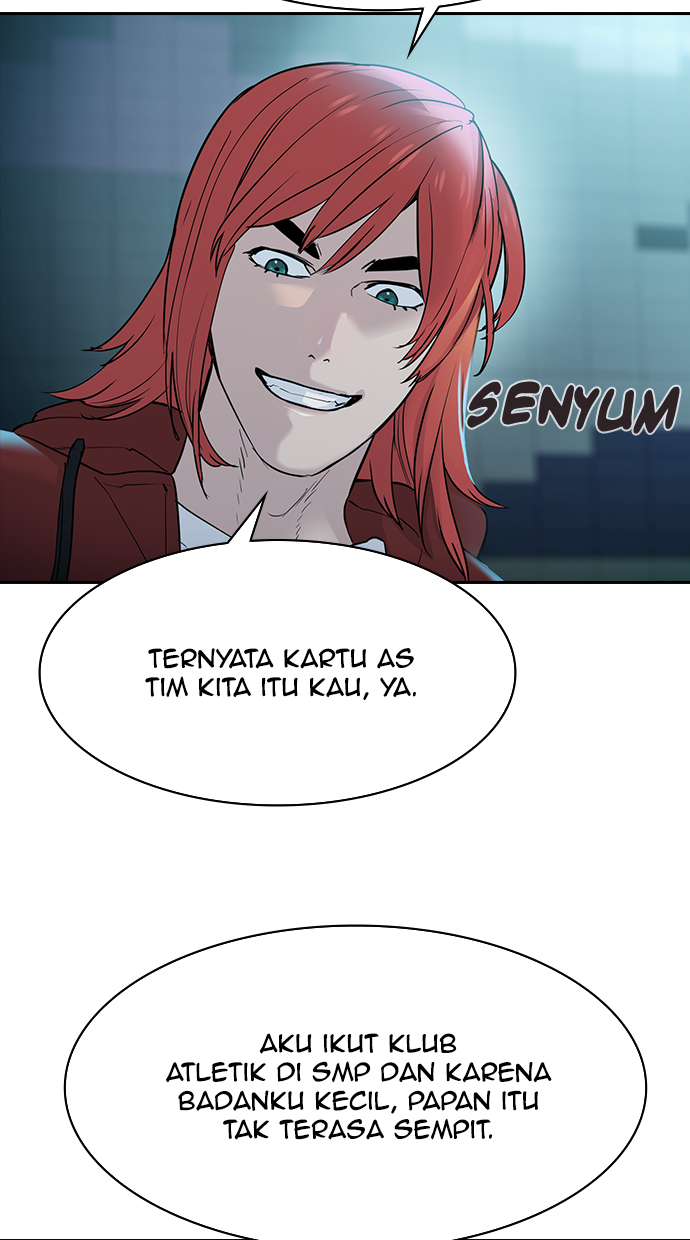 SENYUM
TERNYATA KARTU AS
TIM KITA ITU KAU, YA.
AKU IKUT KLUB
ATLETIK DI SMP DAN KARENA
BADANKU KECIL, PAPAN ITU
TAK TERASA SEMPIT.